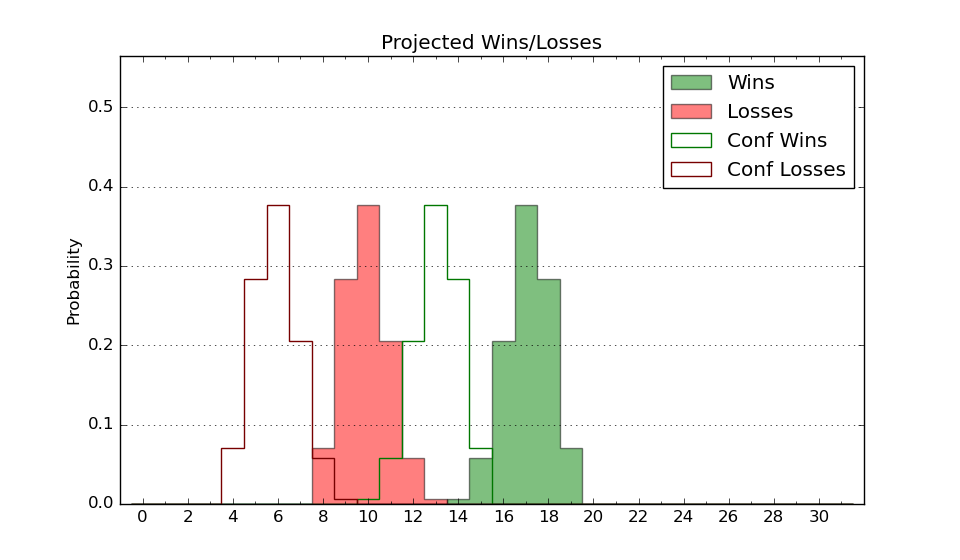 Projected Wins/Losses
Wins
Losses
Conf Wins
Conf Losses
Probability
0.5
0.4
0.3
0.2
0.1
0.0
0 2 4 6 8 10 12 14 16 18 20 22 24 26 28 30